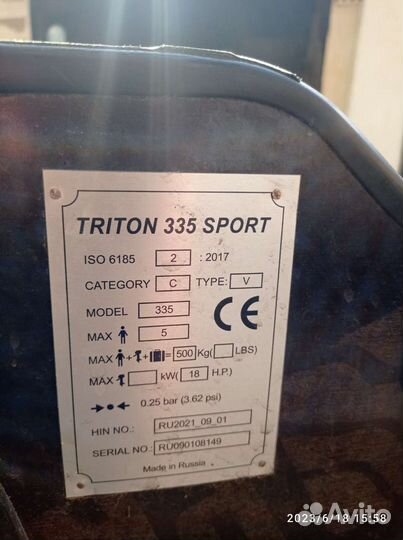 TRITON 335 SPORT
ISO 6185 2 : 2017
CATEGORY C TYPE: V
MODEL 335
MAX 5
CE
MAX + + = 500 Kg( LBS)
MAX kW( 18 H.P.)
0.25 bar (3.62 psi)
HIN NO.: RU2021_09_01
SERIAL NO.: RU090108149
Made in Russia
2023/6/18 15:58
Avito